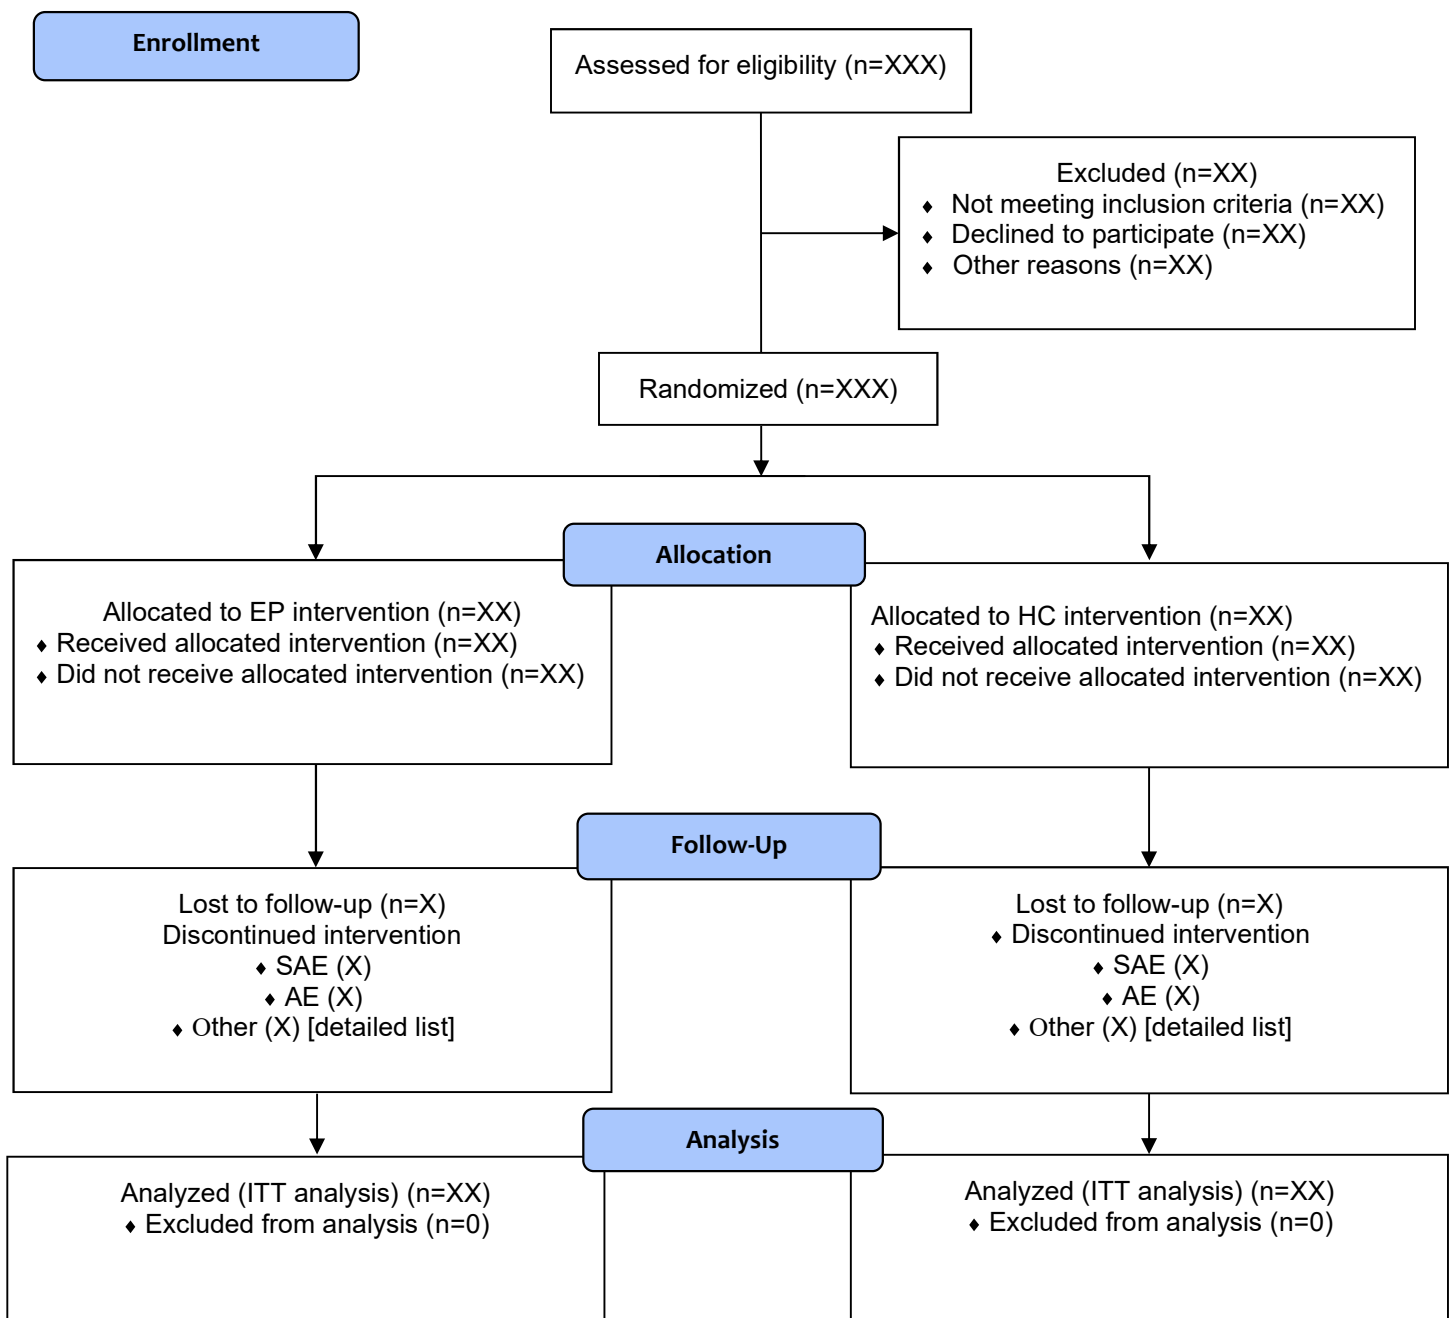 Enrollment
Assessed for eligibility (n=XXX)
Excluded (n=XX)
♦ Not meeting inclusion criteria (n=XX)
♦ Declined to participate (n=XX)
♦ Other reasons (n=XX)
Randomized (n=XXX)
Allocation
Allocated to EP intervention (n=XX)
♦ Received allocated intervention (n=XX)
♦ Did not receive allocated intervention (n=XX)
Allocated to HC intervention (n=XX)
♦ Received allocated intervention (n=XX)
♦ Did not receive allocated intervention (n=XX)
Follow-Up
Lost to follow-up (n=X)
Discontinued intervention
♦ SAE (X)
♦ AE (X)
♦ Other (X) [detailed list]
Lost to follow-up (n=X)
♦ Discontinued intervention
♦ SAE (X)
♦ AE (X)
♦ Other (X) [detailed list]
Analysis
Analyzed (ITT analysis) (n=XX)
♦ Excluded from analysis (n=0)
Analyzed (ITT analysis) (n=XX)
♦ Excluded from analysis (n=0)